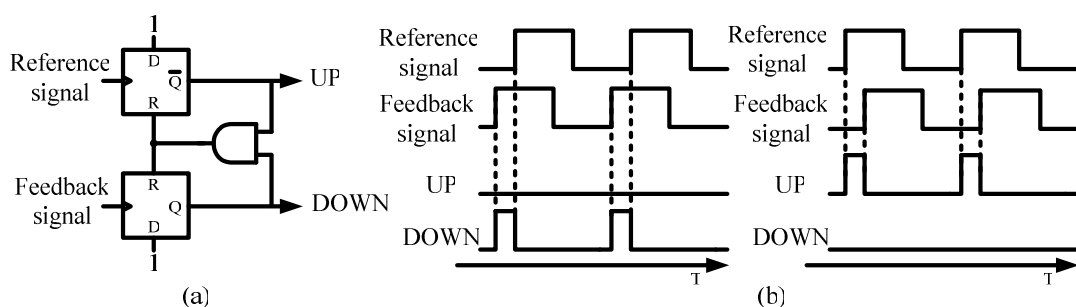 1
D
Reference
signal
Q̅
UP
R
R
Feedback
signal
Q
DOWN
D
1
(a)
Reference
signal
Feedback
signal
UP
DOWN
T
Reference
signal
Feedback
signal
UP
DOWN
T
(b)